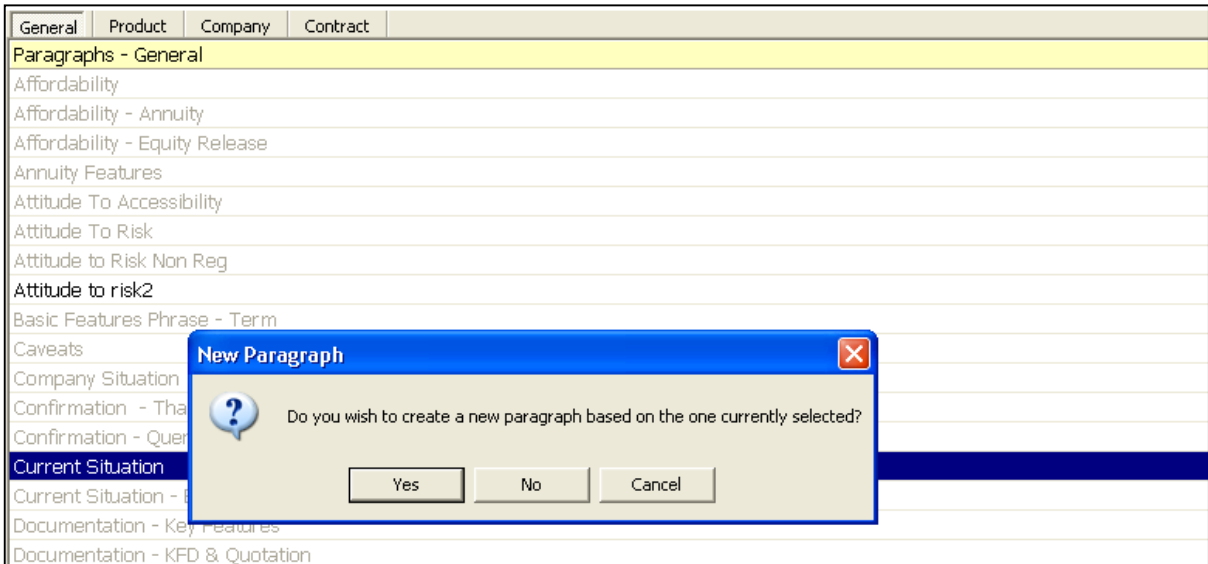 General Product Company Contract
Paragraphs - General
Affordability
Affordability - Annuity
Affordability - Equity Release
Annuity Features
Attitude To Accessibility
Attitude To Risk
Attitude to Risk Non Reg
Attitude to risk2
Basic Features Phrase - Term
Caveats
Company Situation
Confirmation - Tha
Confirmation - Quer
Current Situation
Current Situation -
Documentation - Key Features
Documentation - KFD & Quotation
New Paragraph
Do you wish to create a new paragraph based on the one currently selected?
Yes No Cancel